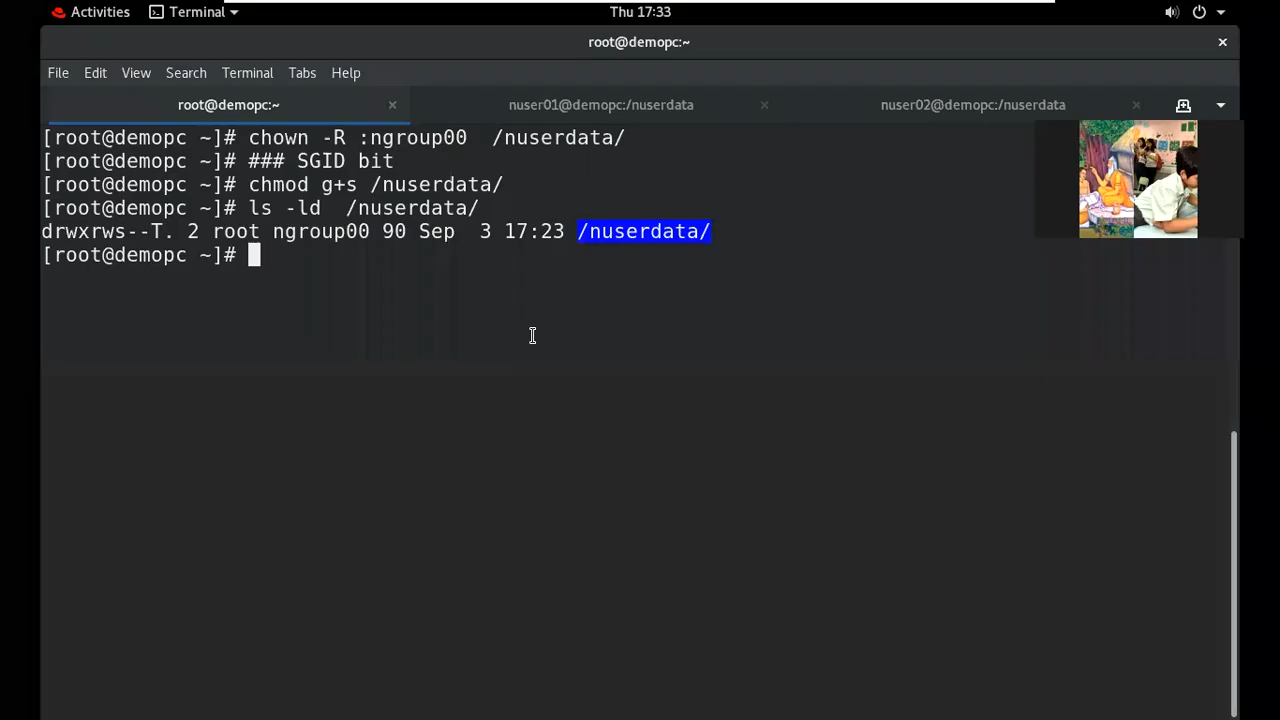 Activities Terminal Thu 17:33
root@demopc:~
File Edit View Search Terminal Tabs Help
root@demopc:~ nuser01@demopc:/nuserdata nuser02@demopc:/nuserdata
[root@demopc ~]# chown -R :ngroup00  /nuserdata/
[root@demopc ~]# ### SGID bit
[root@demopc ~]# chmod g+s /nuserdata/
[root@demopc ~]# ls -ld  /nuserdata/
drwxrws--T. 2 root ngroup00 90 Sep  3 17:23 /nuserdata/
[root@demopc ~]#